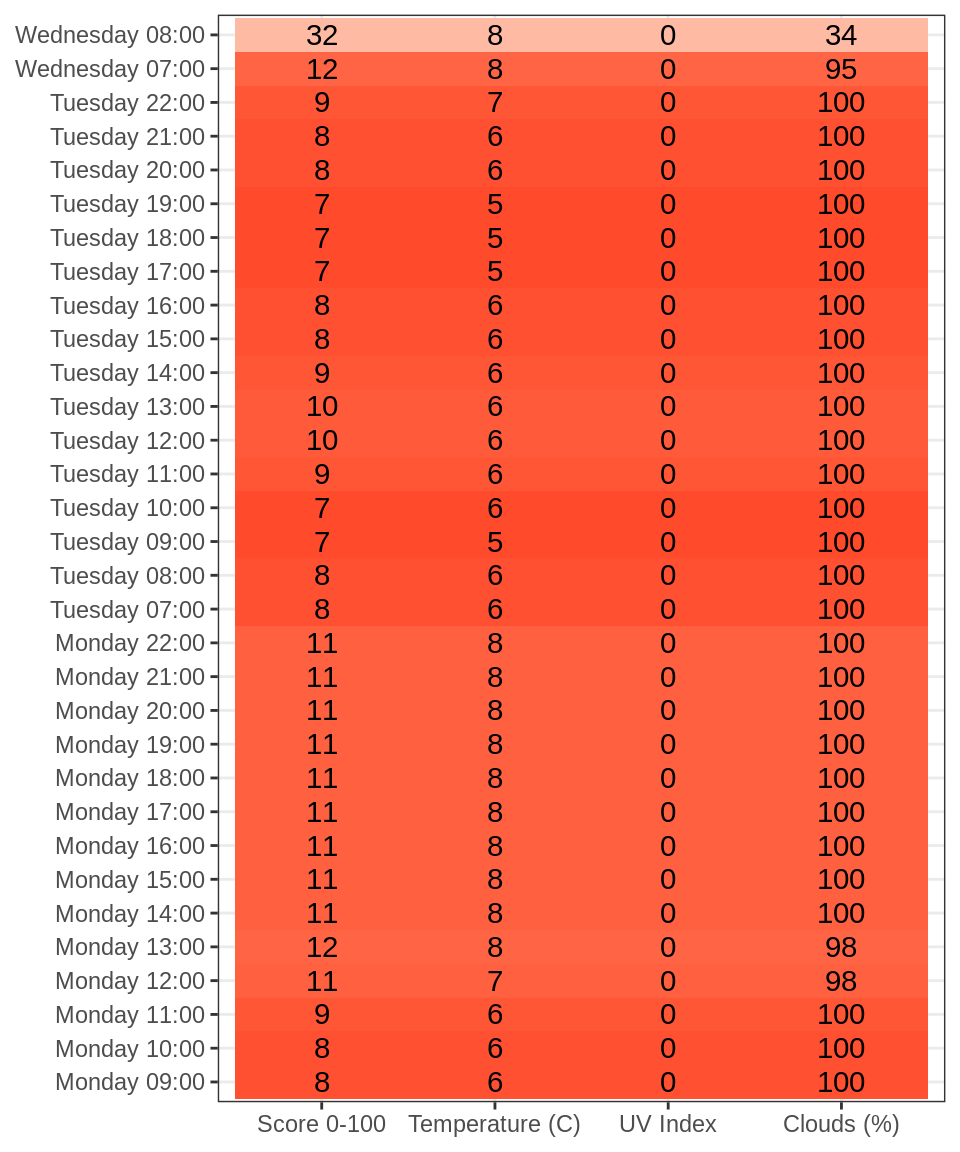 Wednesday 08:00 32 8 0 34
Wednesday 07:00 12 8 0 95
Tuesday 22:00 9 7 0 100
Tuesday 21:00 8 6 0 100
Tuesday 20:00 8 6 0 100
Tuesday 19:00 7 5 0 100
Tuesday 18:00 7 5 0 100
Tuesday 17:00 7 5 0 100
Tuesday 16:00 8 6 0 100
Tuesday 15:00 8 6 0 100
Tuesday 14:00 9 6 0 100
Tuesday 13:00 10 6 0 100
Tuesday 12:00 10 6 0 100
Tuesday 11:00 9 6 0 100
Tuesday 10:00 7 6 0 100
Tuesday 09:00 7 5 0 100
Tuesday 08:00 8 6 0 100
Tuesday 07:00 8 6 0 100
Monday 22:00 11 8 0 100
Monday 21:00 11 8 0 100
Monday 20:00 11 8 0 100
Monday 19:00 11 8 0 100
Monday 18:00 11 8 0 100
Monday 17:00 11 8 0 100
Monday 16:00 11 8 0 100
Monday 15:00 11 8 0 100
Monday 14:00 11 8 0 100
Monday 13:00 12 8 0 98
Monday 12:00 11 7 0 98
Monday 11:00 9 6 0 100
Monday 10:00 8 6 0 100
Monday 09:00 8 6 0 100
Score 0-100 Temperature (C) UV Index Clouds (%)